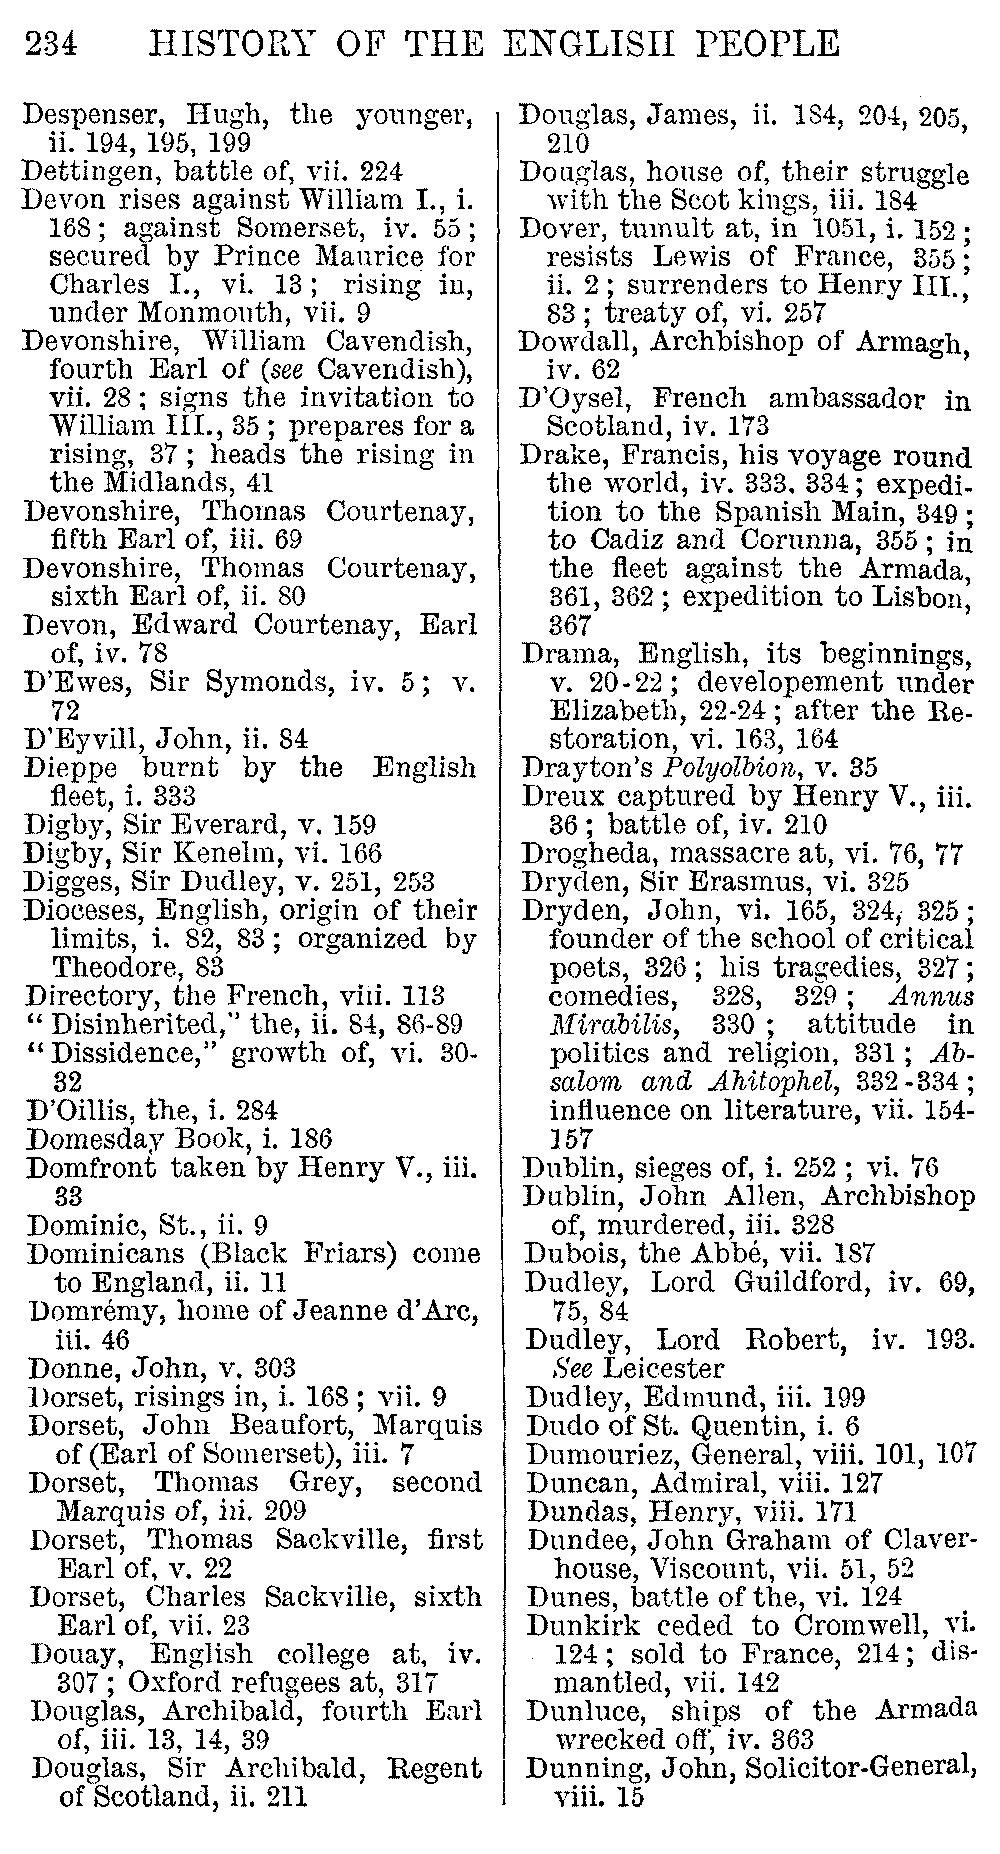 234 HISTORY OF THE ENGLISH PEOPLE
Despenser, Hugh, the younger,
ii. 194, 195, 199
Dettingen, battle of, vii. 224
Devon rises against William I., i.
168; against Somerset, iv. 55;
secured by Prince Maurice for
Charles I., vi. 13; rising in,
under Monmouth, vii. 9
Devonshire, William Cavendish,
fourth Earl of (see Cavendish),
vii. 28; signs the invitation to
William III., 35; prepares for a
rising, 37; heads the rising in
the Midlands, 41
Devonshire, Thomas Courtenay,
fifth Earl of, iii. 69
Devonshire, Thomas Courtenay,
sixth Earl of, ii. 80
Devon, Edward Courtenay, Earl
of, iv. 78
D'Ewes, Sir Symonds, iv. 5; v.
72
D'Eyvill, John, ii. 84
Dieppe burnt by the English
fleet, i. 333
Digby, Sir Everard, v. 159
Digby, Sir Kenelm, vi. 166
Digges, Sir Dudley, v. 251, 253
Dioceses, English, origin of their
limits, i. 82, 83; organized by
Theodore, 83
Directory, the French, viii. 113
"Disinherited," the, ii. 84, 86-89
"Dissidence," growth of, vi. 30-
32
D'Oillis, the, i. 284
Domesday Book, i. 186
Domfront taken by Henry V., iii.
33
Dominic, St., ii. 9
Dominicans (Black Friars) come
to England, ii. 11
Domrémy, home of Jeanne d'Arc,
iii. 46
Donne, John, v. 303
Dorset, risings in, i. 168; vii. 9
Dorset, John Beaufort, Marquis
of (Earl of Somerset), iii. 7
Dorset, Thomas Grey, second
Marquis of, iii. 209
Dorset, Thomas Sackville, first
Earl of, v. 22
Dorset, Charles Sackville, sixth
Earl of, vii. 23
Douay, English college at, iv.
307; Oxford refugees at, 317
Douglas, Archibald, fourth Earl
of, iii. 13, 14, 39
Douglas, Sir Archibald, Regent
of Scotland, ii. 211
Douglas, James, ii. 184, 204, 205,
210
Douglas, house of, their struggle
with the Scot kings, iii. 184
Dover, tumult at, in 1051, i. 152;
resists Lewis of France, 355;
ii. 2; surrenders to Henry III.,
83; treaty of, vi. 257
Dowdall, Archbishop of Armagh,
iv. 62
D'Oysel, French ambassador in
Scotland, iv. 173
Drake, Francis, his voyage round
the world, iv. 333, 334; expedi-
tion to the Spanish Main, 349;
to Cadiz and Corunna, 355; in
the fleet against the Armada,
361, 362; expedition to Lisbon,
367
Drama, English, its beginnings,
v. 20-22; developement under
Elizabeth, 22-24; after the Re-
storation, vi. 163, 164
Drayton's Polyolbion, v. 35
Dreux captured by Henry V., iii.
36; battle of, iv. 210
Drogheda, massacre at, vi. 76, 77
Dryden, Sir Erasmus, vi. 325
Dryden, John, vi. 165, 324, 325;
founder of the school of critical
poets, 326; his tragedies, 327;
comedies, 328, 329; Annus
Mirabilis, 330; attitude in
politics and religion, 331; Ab-
salom and Ahitophel, 332-334;
influence on literature, vii. 154-
157
Dublin, sieges of, i. 252; vi. 76
Dublin, John Allen, Archbishop
of, murdered, iii. 328
Dubois, the Abbé, vii. 187
Dudley, Lord Guildford, iv. 69,
75, 84
Dudley, Lord Robert, iv. 193.
See Leicester
Dudley, Edmund, iii. 199
Dudo of St. Quentin, i. 6
Dumouriez, General, viii. 101, 107
Duncan, Admiral, viii. 127
Dundas, Henry, viii. 171
Dundee, John Graham of Claver-
house, Viscount, vii. 51, 52
Dunes, battle of the, vi. 124
Dunkirk ceded to Cromwell, vi.
124; sold to France, 214; dis-
mantled, vii. 142
Dunluce, ships of the Armada
wrecked off, iv. 363
Dunning, John, Solicitor-General,
viii. 15